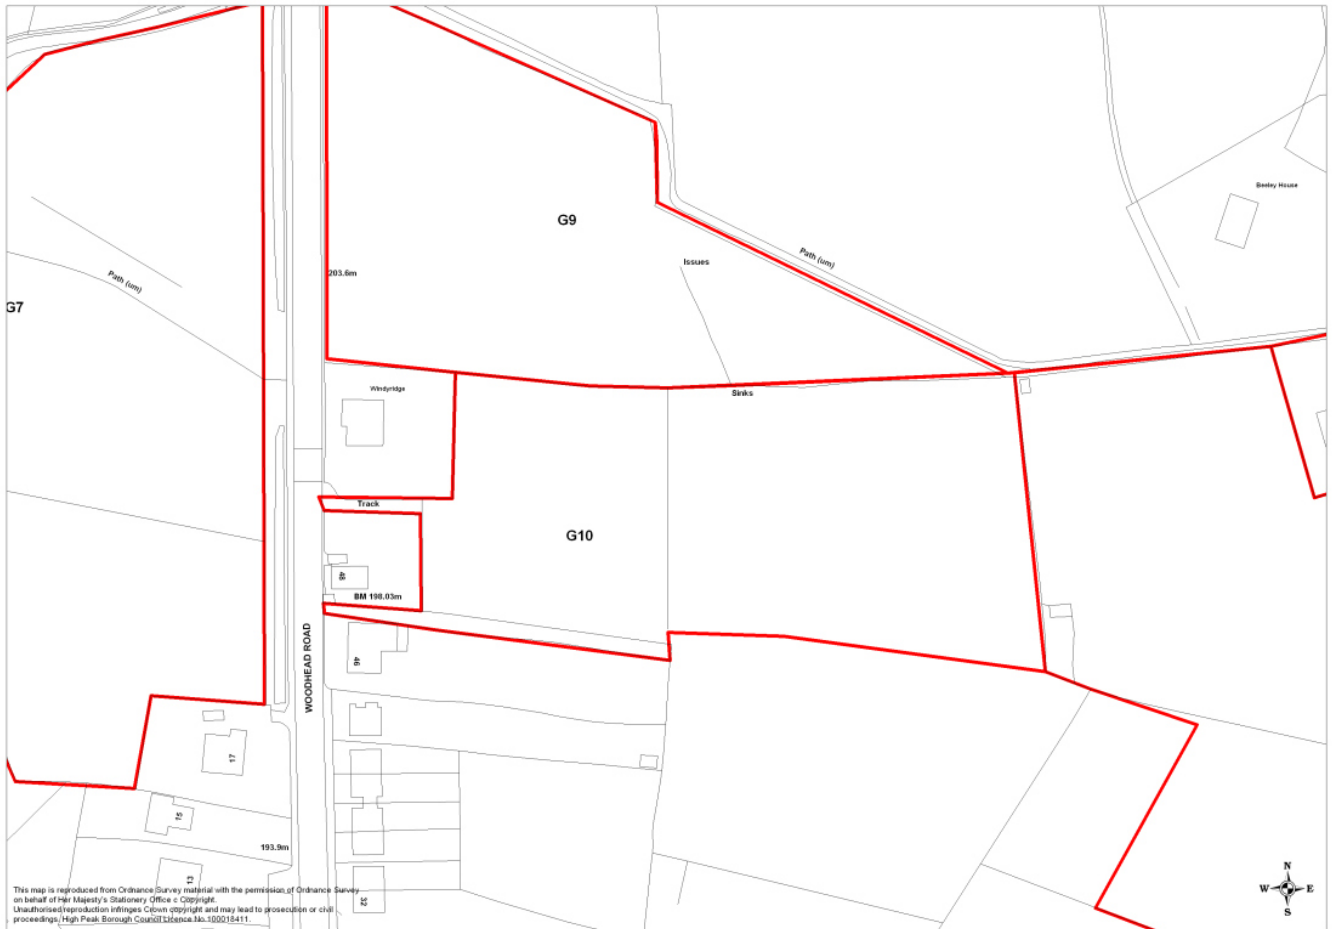 Beeley House
G9
Path (um)
Issues
203.6m
Path (um)
G7
Windyridge
Sinks
Track
G10
48
BM 198.03m
WOODHEAD ROAD
46
17
15
193.9m
13
32
N
W E
S
This map is reproduced from Ordnance Survey material with the permission of Ordnance Survey
on behalf of Her Majesty's Stationery Office c Copyright.
Unauthorised reproduction infringes Crown copyright and may lead to prosecution or civil
proceedings. High Peak Borough Council Licence No. 100018411.